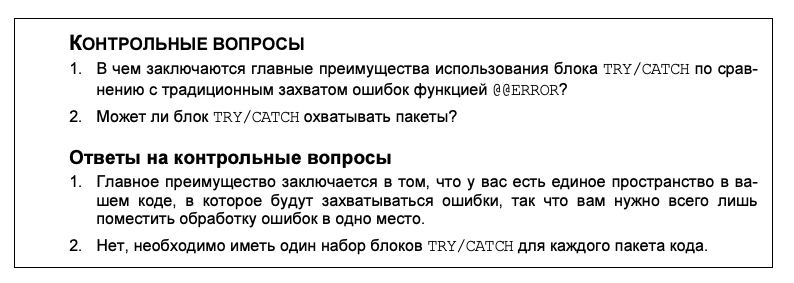 КОНТРОЛЬНЫЕ ВОПРОСЫ
1. В чем заключаются главные преимущества использования блока TRY/CATCH по срав-
нению с традиционным захватом ошибок функцией @@ERROR?
2. Может ли блок TRY/CATCH охватывать пакеты?
Ответы на контрольные вопросы
1. Главное преимущество заключается в том, что у вас есть единое пространство в ва-
шем коде, в которое будут захватываться ошибки, так что вам нужно всего лишь
поместить обработку ошибок в одно место.
2. Нет, необходимо иметь один набор блоков TRY/CATCH для каждого пакета кода.